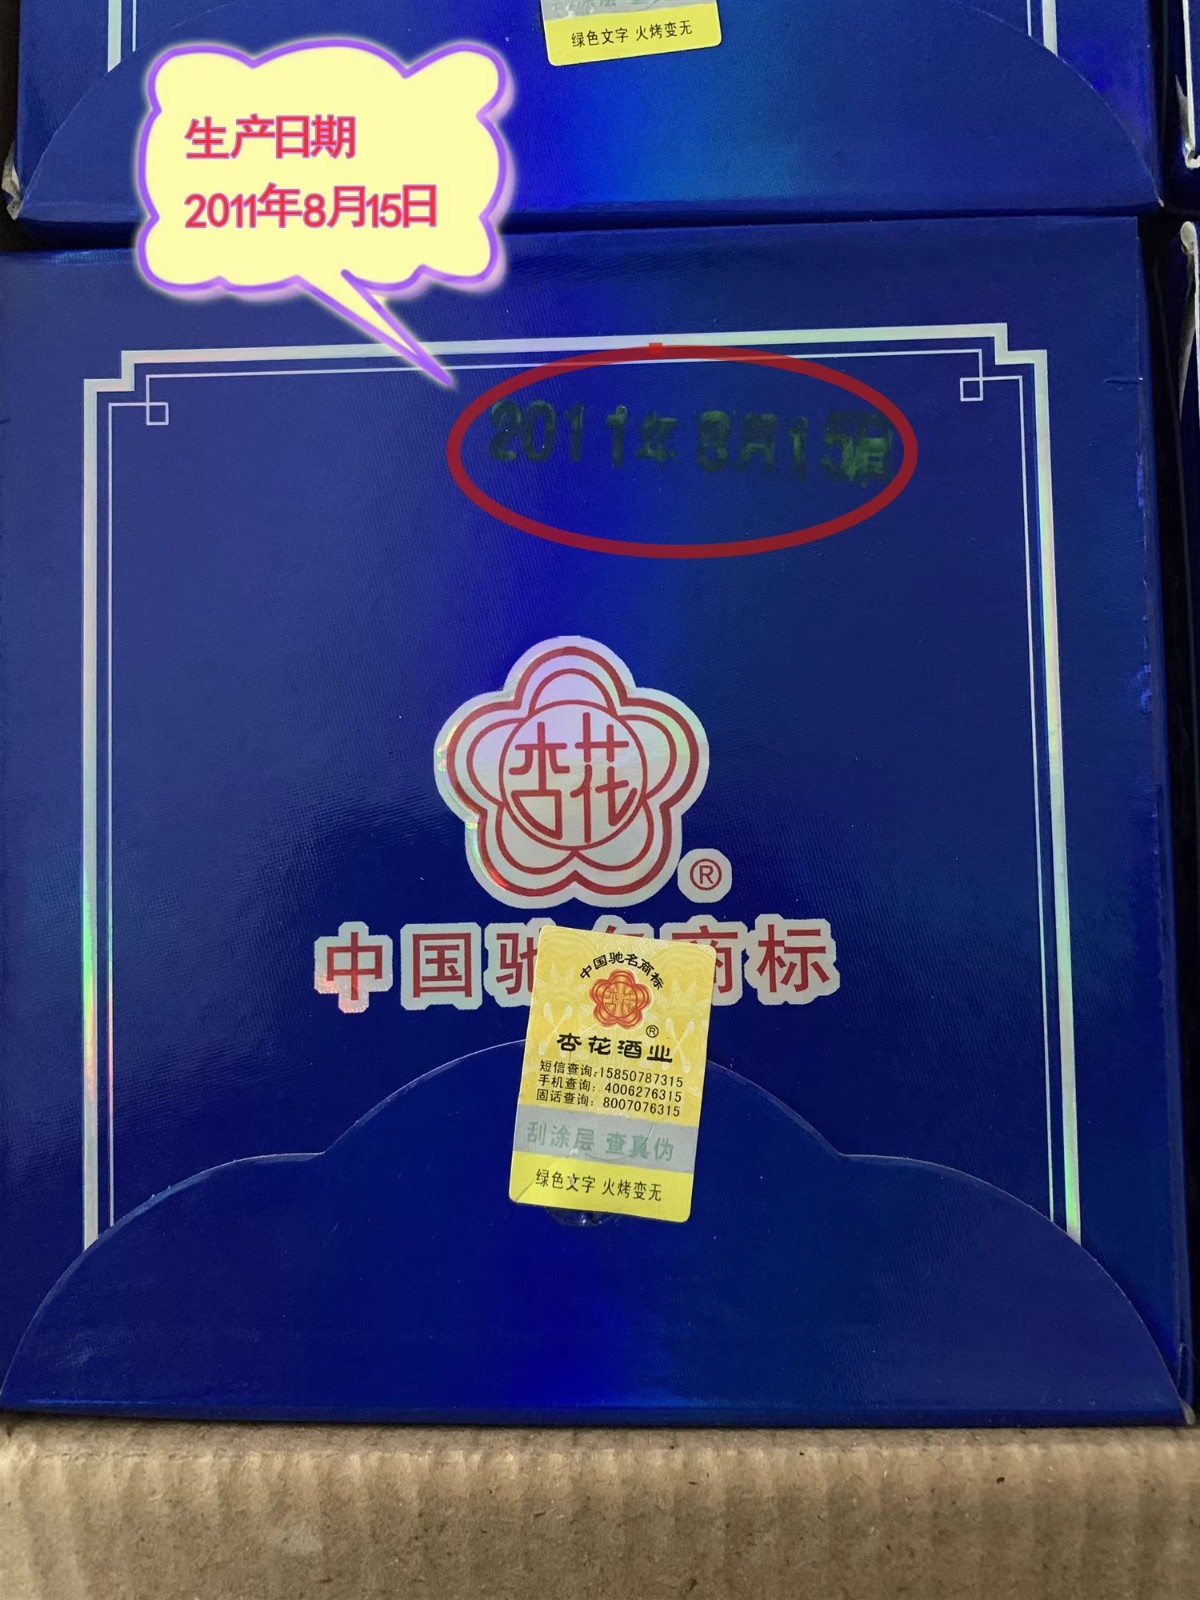 绿色文字 火烤变无
生产日期
2011年8月15日
2011年8月15日
杏花
®
中国驰名商标
中国驰名商标
杏花
®
杏花酒业
短信查询:15850787315
手机查询: 4006276315
固话查询: 8007076315
刮涂层 查真伪
绿色文字 火烤变无